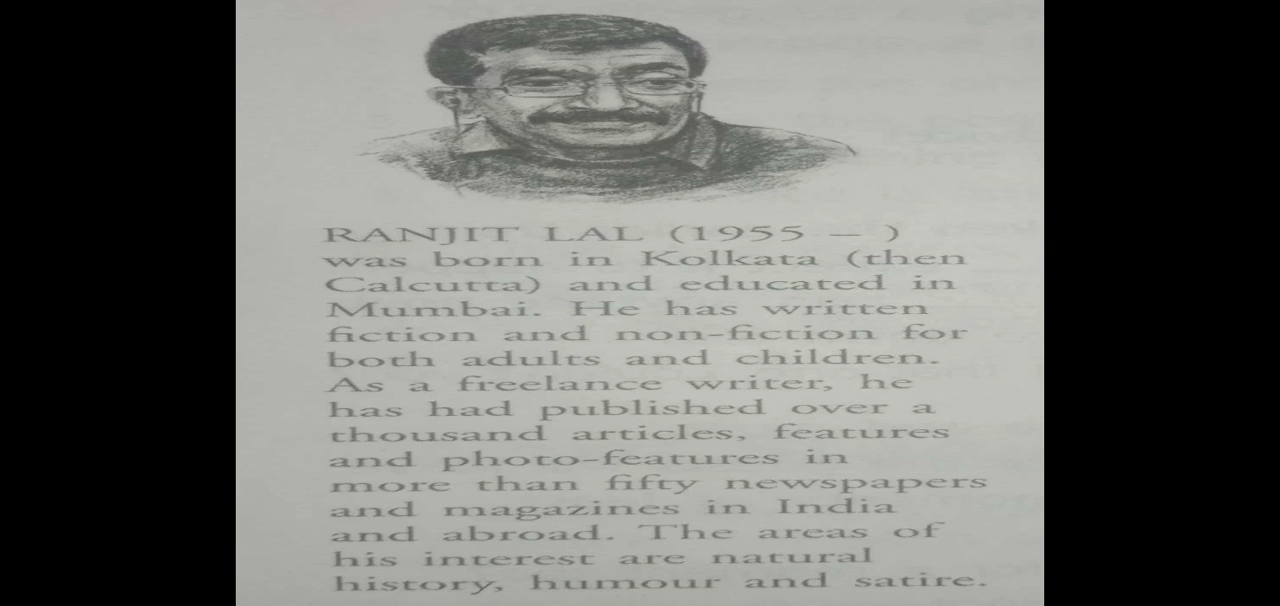 RANJIT LAL (1955 – )
was born in Kolkata (then
Calcutta) and educated in
Mumbai. He has written
fiction and non-fiction for
both adults and children.
As a freelance writer, he
has had published over a
thousand articles, features
and photo-features in
more than fifty newspapers
and magazines in India
and abroad. The areas of
his interest are natural
history, humour and satire.